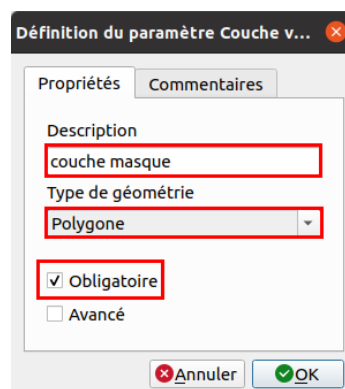 Définition du paramètre Couche v...
Propriétés Commentaires
Description
couche masque
Type de géométrie
Polygone
Obligatoire
Avancé
Annuler OK